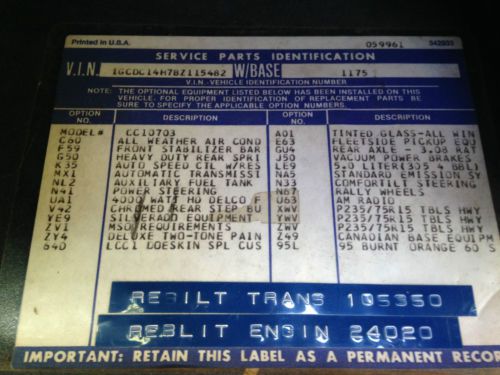 Printed in U.S.A. 059961 342933
SERVICE PARTS IDENTIFICATION
V.I.N. 1GCDC14H7BZ115482 W/BASE 1175
V.I.N.-VEHICLE IDENTIFICATION NUMBER
NOTE: THE OPTIONAL EQUIPMENT LISTED BELOW HAS BEEN INSTALLED ON THIS
VEHICLE. FOR PROPER IDENTIFICATION OF REPLACEMENT PARTS BE
SURE TO SPECIFY THE APPLICABLE OPTION NUMBERS.
OPTION NO. DESCRIPTION OPTION NO. DESCRIPTION
MODEL# CC10703 A01 TINTED GLASS-ALL WIN
C60 ALL WEATHER AIR COND E63 FLEETSIDE PICKUP EQU
F59 FRONT STABILIZER BAR GU4 REAR AXLE - 3.08 RAT
G50 HEAVY DUTY REAR SPRI J50 VACUUM POWER BRAKES
K35 AUTO SPEED CTL W/RES LE9 5.0 LITER(305 4 BBL)
MX1 AUTOMATIC TRANSMISSI NA5 STANDARD EMISSION SY
NL2 AUXILIARY FUEL TANK N33 COMFORTILT STEERING
N41 POWER STEERING N67 RALLY WHEELS
UA1 4000 WATT HD DELCO F U63 AM RADIO
V42 CHROMED REAR STEP BU XWV P235/75R15 TBLS HWY
YE9 SILVERADO EQUIPMENT YWV P235/75R15 TBLS HWY
ZV1 MSO REQUIREMENTS ZWV P235/75R15 TBLS HWY
ZY4 DELUXE TWO-TONE PAIN Z49 CANADIAN BASE EQUIPM
64D LCC1 DOESKIN SPL CUS 95L 95 BURNT ORANGE 60 S
REBILT TRANS 105350
REBLIT ENGIN 24020
IMPORTANT: RETAIN THIS LABEL AS A PERMANENT RECOR